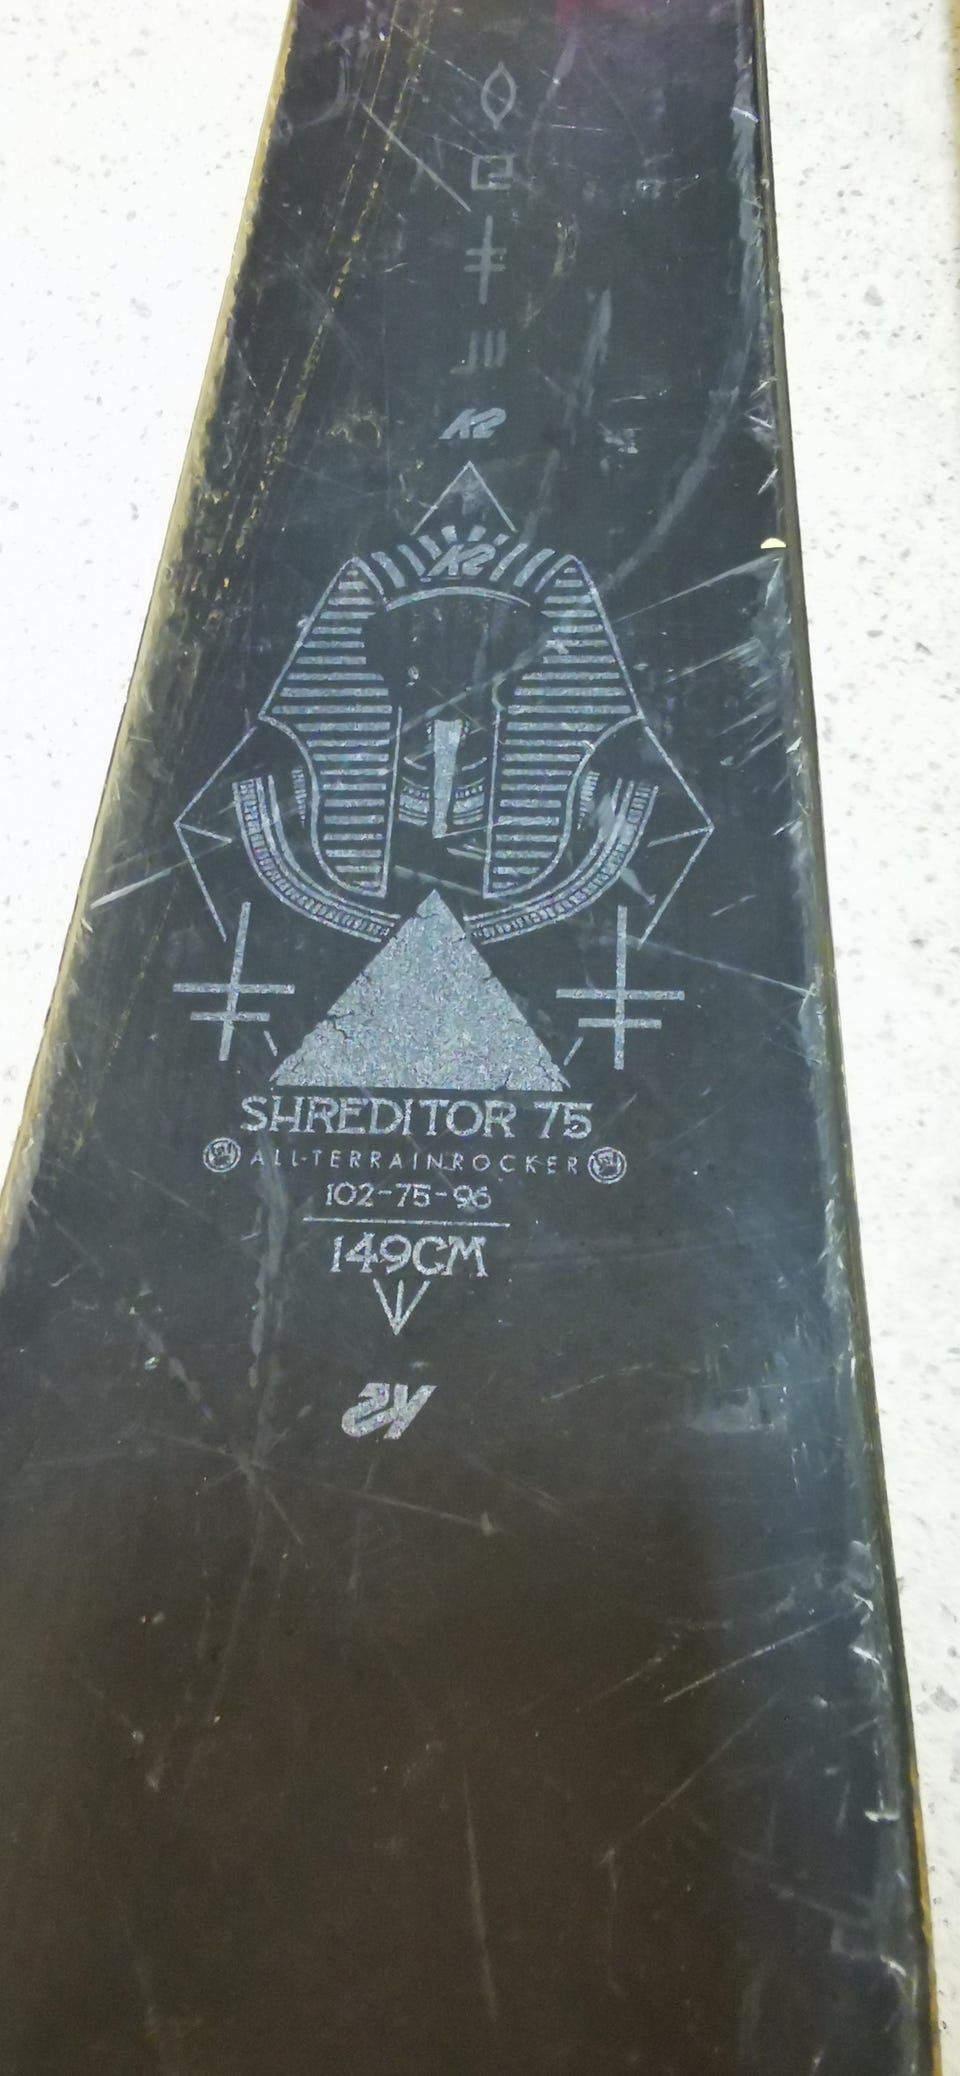 K2
K2
SHREDITOR 75
ALL-TERRAIN ROCKER
102-75-96
149CM
K2